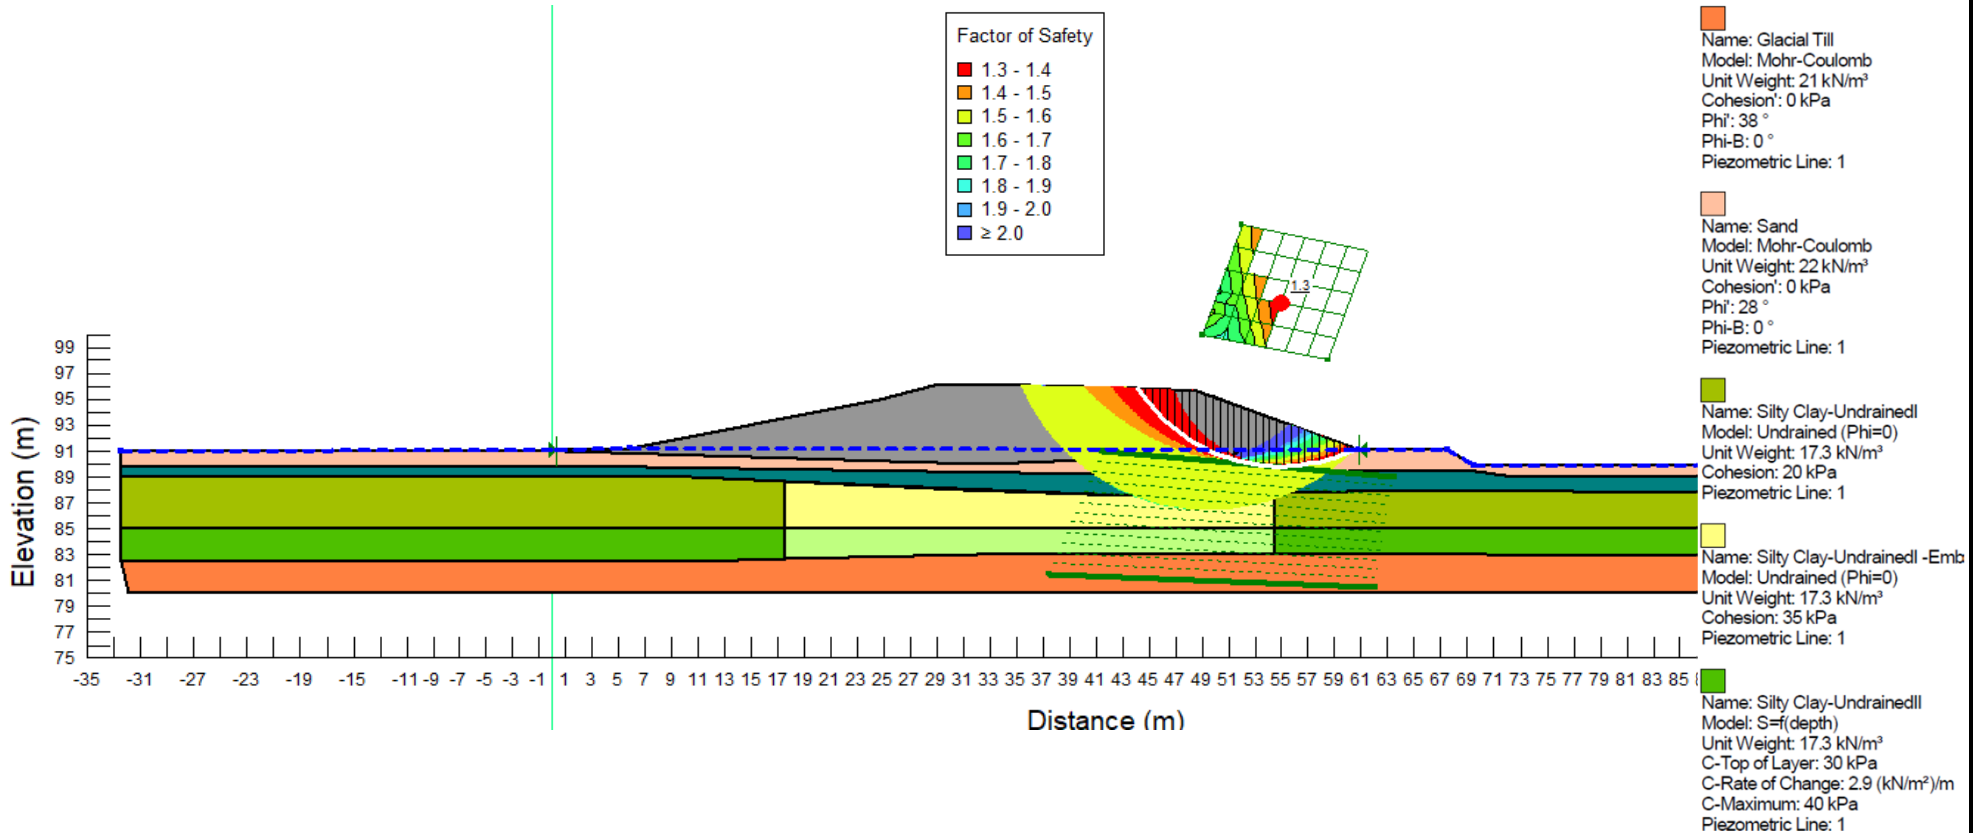 Factor of Safety
1.3 - 1.4
1.4 - 1.5
1.5 - 1.6
1.6 - 1.7
1.7 - 1.8
1.8 - 1.9
1.9 - 2.0
≥ 2.0
1.3
Elevation (m)
99
97
95
93
91
89
87
85
83
81
79
77
75
-35 -31 -27 -23 -19 -15 -11 -9 -7 -5 -3 -1 1 3 5 7 9 11 13 15 17 19 21 23 25 27 29 31 33 35 37 39 41 43 45 47 49 51 53 55 57 59 61 63 65 67 69 71 73 75 77 79 81 83 85
Distance (m)
Name: Glacial Till
Model: Mohr-Coulomb
Unit Weight: 21 kN/m³
Cohesion': 0 kPa
Phi': 38 °
Phi-B: 0 °
Piezometric Line: 1
Name: Sand
Model: Mohr-Coulomb
Unit Weight: 22 kN/m³
Cohesion': 0 kPa
Phi': 28 °
Phi-B: 0 °
Piezometric Line: 1
Name: Silty Clay-UndrainedI
Model: Undrained (Phi=0)
Unit Weight: 17.3 kN/m³
Cohesion: 20 kPa
Piezometric Line: 1
Name: Silty Clay-UndrainedI -Emb
Model: Undrained (Phi=0)
Unit Weight: 17.3 kN/m³
Cohesion: 35 kPa
Piezometric Line: 1
Name: Silty Clay-UndrainedII
Model: S=f(depth)
Unit Weight: 17.3 kN/m³
C-Top of Layer: 30 kPa
C-Rate of Change: 2.9 (kN/m²)/m
C-Maximum: 40 kPa
Piezometric Line: 1